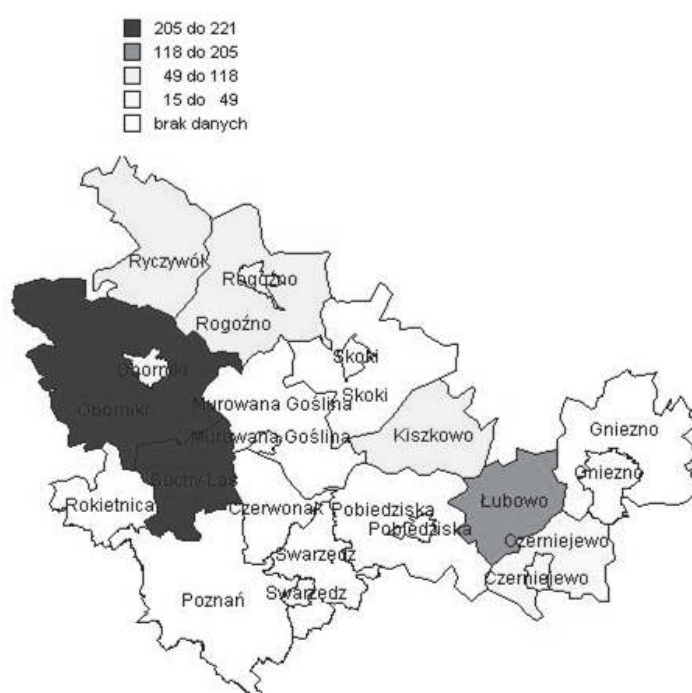 205 do 221
118 do 205
49 do 118
15 do 49
brak danych
Ryczywół
Rogoźno
Rogoźno
Oborniki
Skoki
Oborniki
Murowana Goślina
Skoki
Murowana Goślina
Kiszkowo
Gniezno
Gniezno
Suchy Las
Rokietnica
Czerwonak
Pobiedziska
Łubowo
Pobiedziska
Swarzędz
Czerniejewo
Czerniejewo
Poznań
Swarzędz